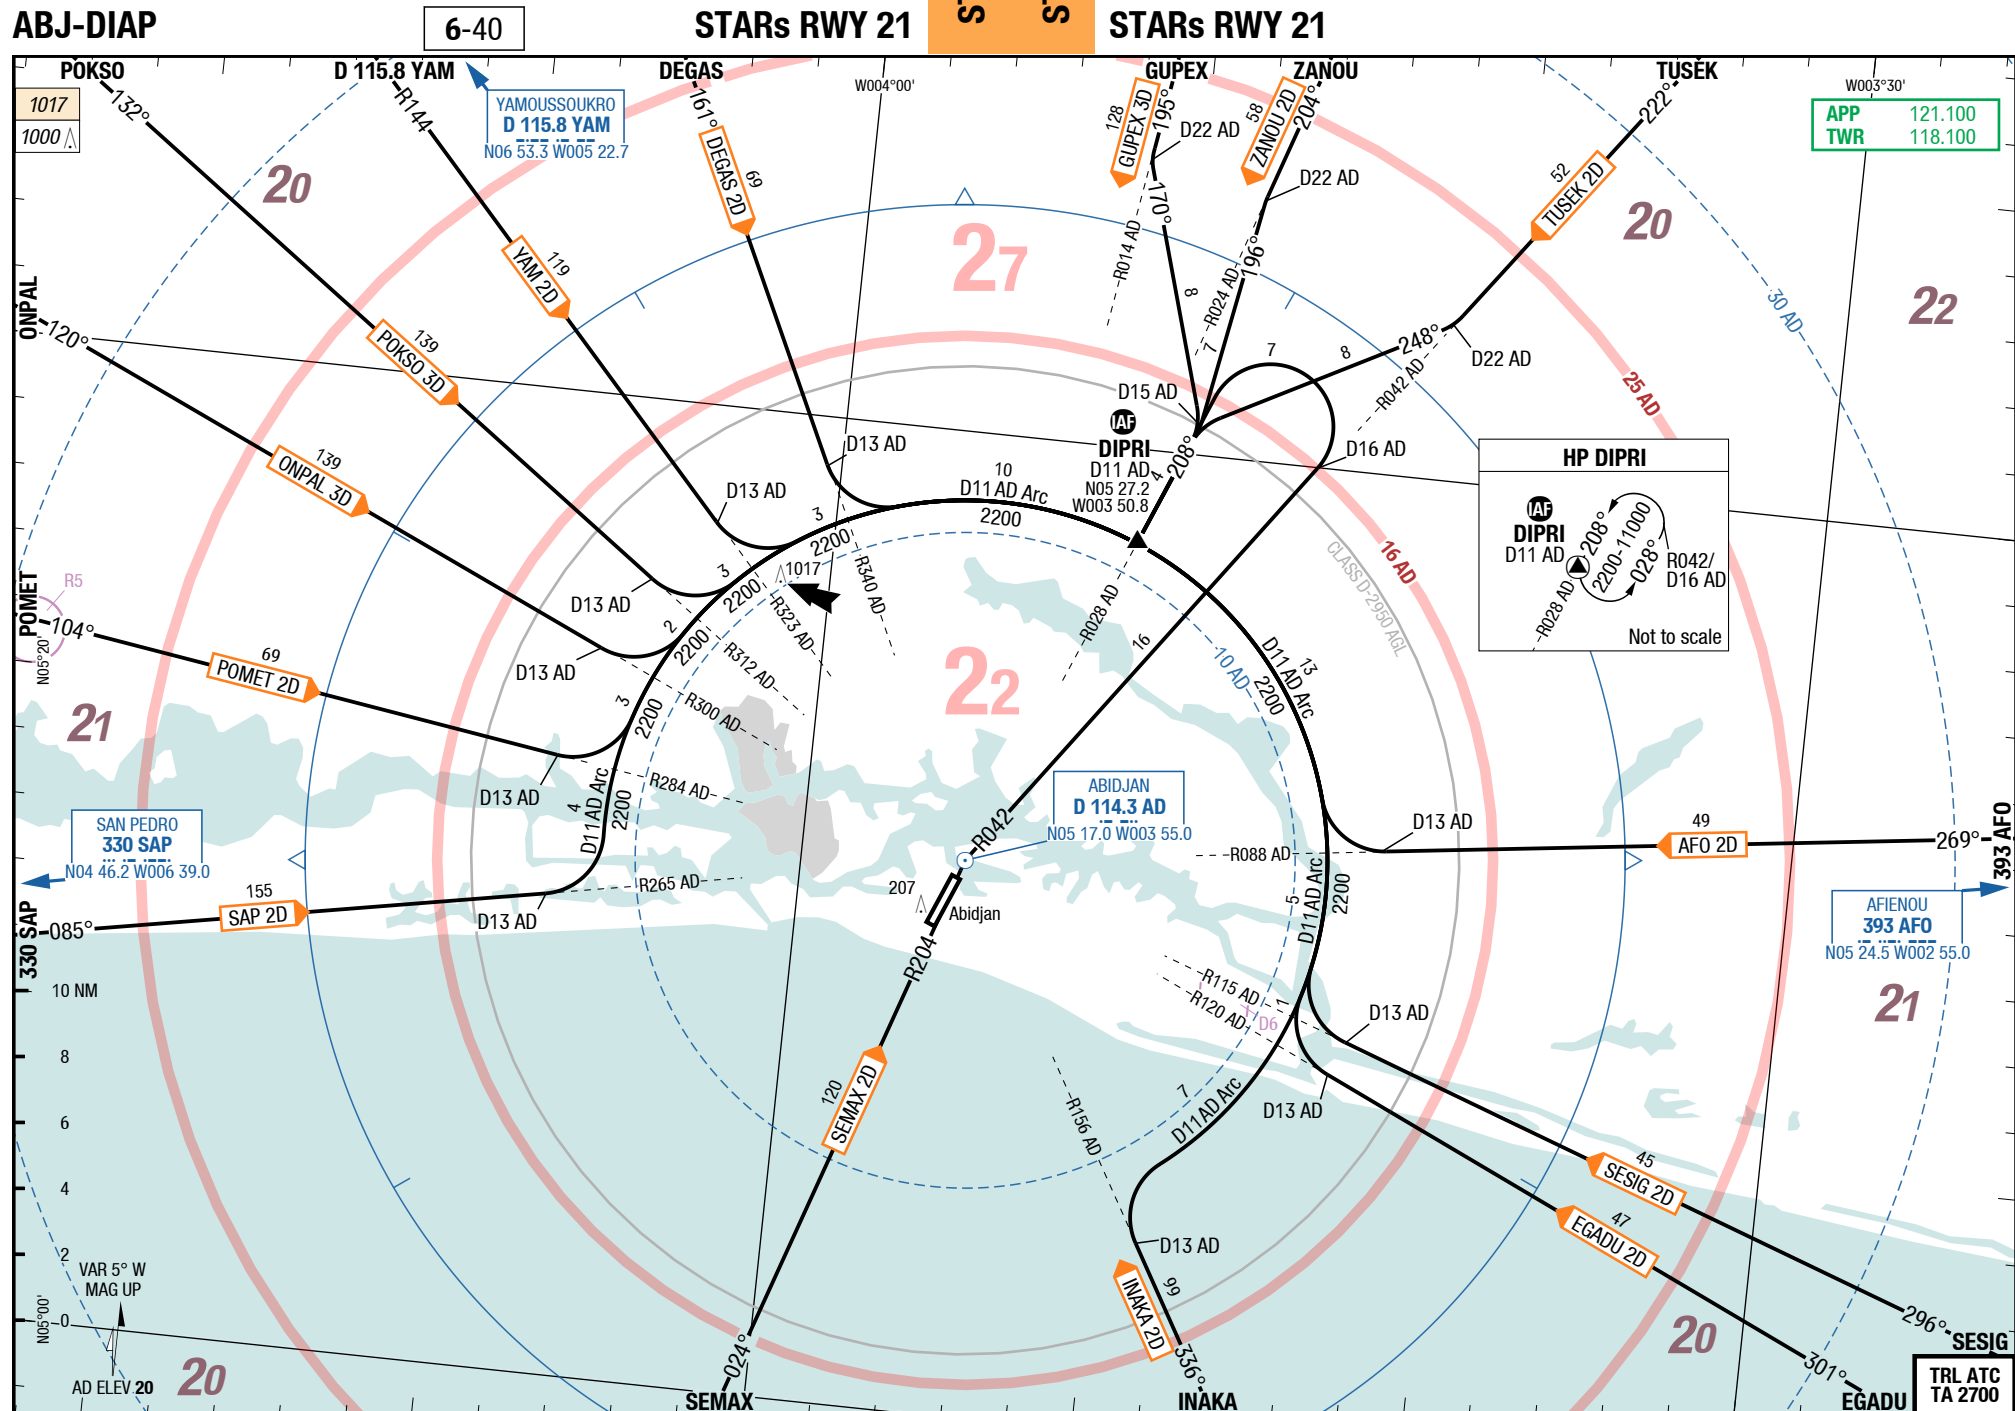 ABJ-DIAP
6-40
STARs RWY 21
STARs RWY 21
POKSO
D 115.8 YAM
DEGAS
W004°00'
GUPEX
ZANOU
TUSEK
W003°30'
1017
1000
132°
R144
YAMOUSSOUKRO
D 115.8 YAM
N06 53.3 W005 22.7
161°
69
DEGAS 2D
128
GUPEX 3D
195°
D22 AD
58
ZANOU 2D
204°
D22 AD
222°
52
TUSEK 2D
APP 121.100
TWR 118.100
20
20
27
22
170°
R014 AD
8
196°
R024 AD
7
30 AD
ONPAL
120°
119
YAM 2D
139
POKSO 3D
7
8
248°
D22 AD
R042 AD
25 AD
D15 AD
IAF
DIPRI
D11 AD
N05 27.2
W003 50.8
4
208°
D16 AD
16 AD
CLASS D-2950 AGL
HP DIPRI
IAF
DIPRI
D11 AD
208°
2200-11000
028°
R042/
D16 AD
R028 AD
Not to scale
139
ONPAL 3D
D13 AD
D13 AD
10
D11 AD Arc
2200
3
2200
1017
R340 AD
R323 AD
3
2200
D13 AD
R028 AD
16
R5
POMET
104°
N05°20'
69
POMET 2D
D13 AD
2
2200
R312 AD
R300 AD
3
2200
22
10 AD
13
D11 AD Arc
2200
21
R284 AD
D13 AD
4
D11 AD Arc
2200
ABIDJAN
D 114.3 AD
N05 17.0 W003 55.0
R042
R088 AD
D13 AD
49
AFO 2D
269°
393 AFO
SAN PEDRO
330 SAP
N04 46.2 W006 39.0
155
SAP 2D
085°
330 SAP
R265 AD
D13 AD
207
Abidjan
R204
5
D11 AD Arc
2200
AFIENOU
393 AFO
N05 24.5 W002 55.0
21
R115 AD
R120 AD
D6
1
D13 AD
10 NM
8
6
4
2
0
120
SEMAX 2D
R156 AD
7
D11 AD Arc
D13 AD
D13 AD
45
SESIG 2D
47
EGADU 2D
99
INAKA 2D
336°
VAR 5° W
MAG UP
N05°00'
AD ELEV 20
20
024°
SEMAX
INAKA
20
296°
SESIG
301°
EGADU
TRL ATC
TA 2700